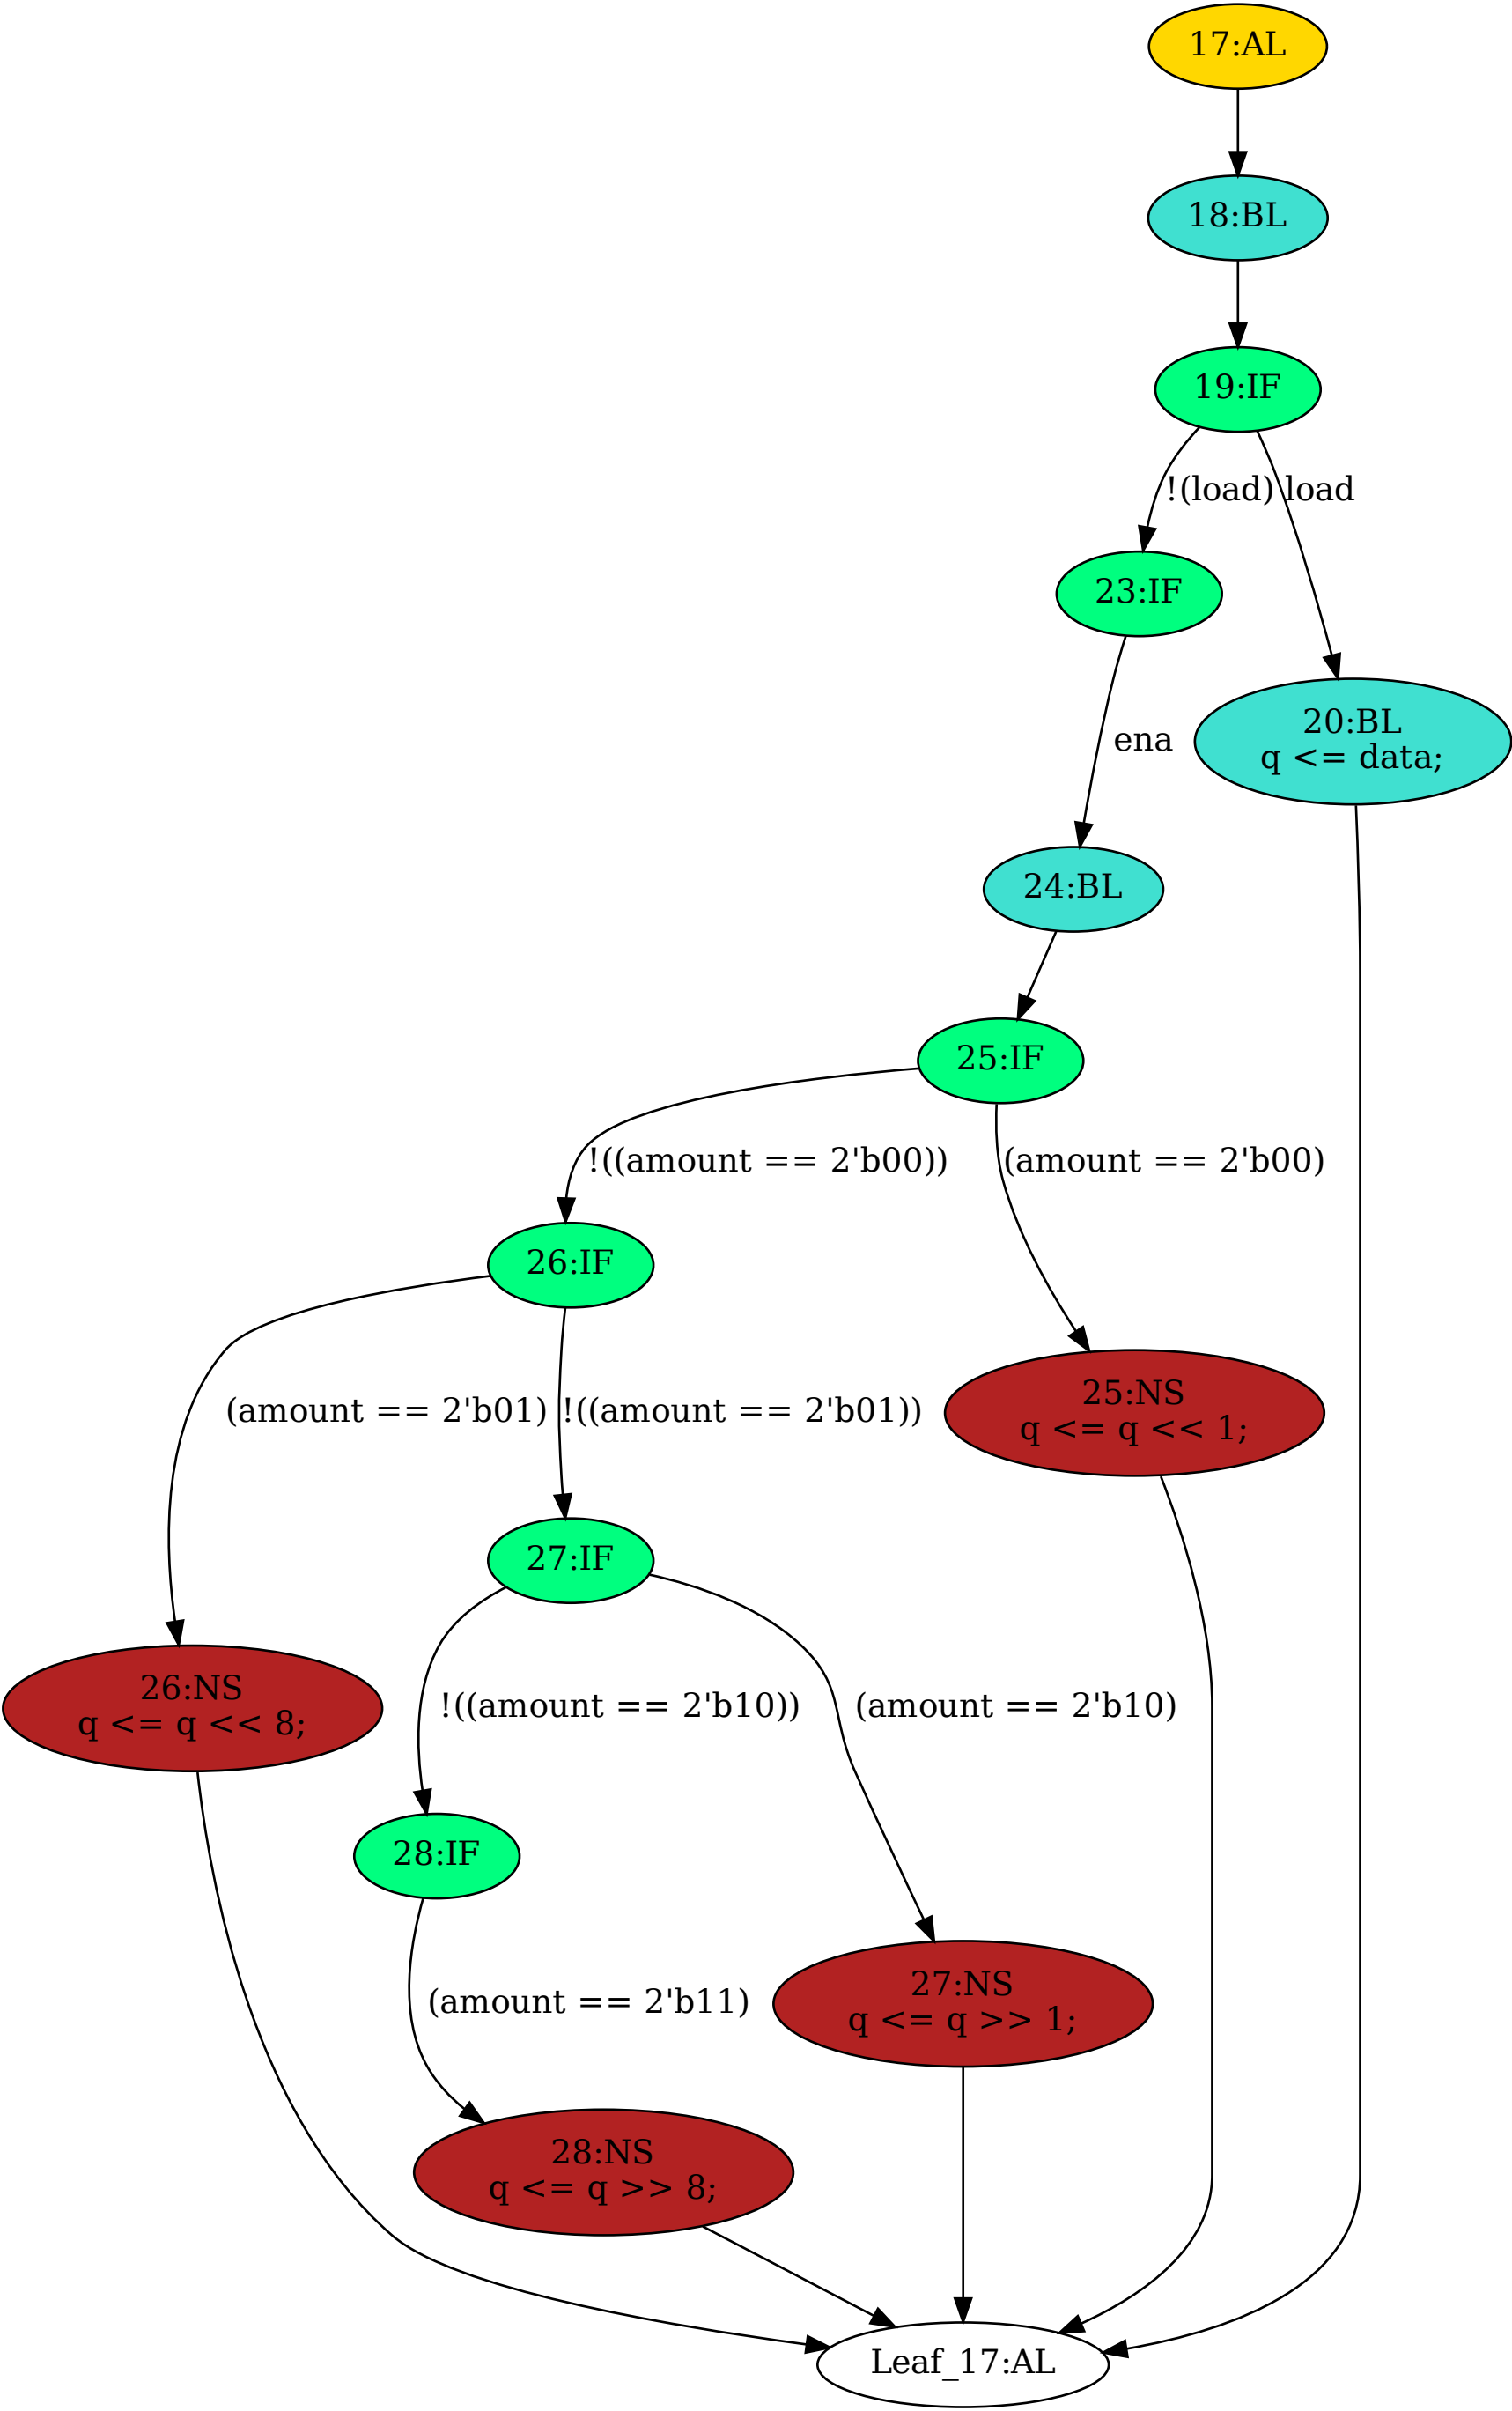 17:AL
18:BL
19:IF
!(load)
load
23:IF
20:BL
q <= data;
ena
24:BL
25:IF
!((amount == 2'b00))
(amount == 2'b00)
26:IF
25:NS
q <= q << 1;
(amount == 2'b01)
!((amount == 2'b01))
27:IF
26:NS
q <= q << 8;
!((amount == 2'b10))
(amount == 2'b10)
28:IF
27:NS
q <= q >> 1;
(amount == 2'b11)
28:NS
q <= q >> 8;
Leaf_17:AL